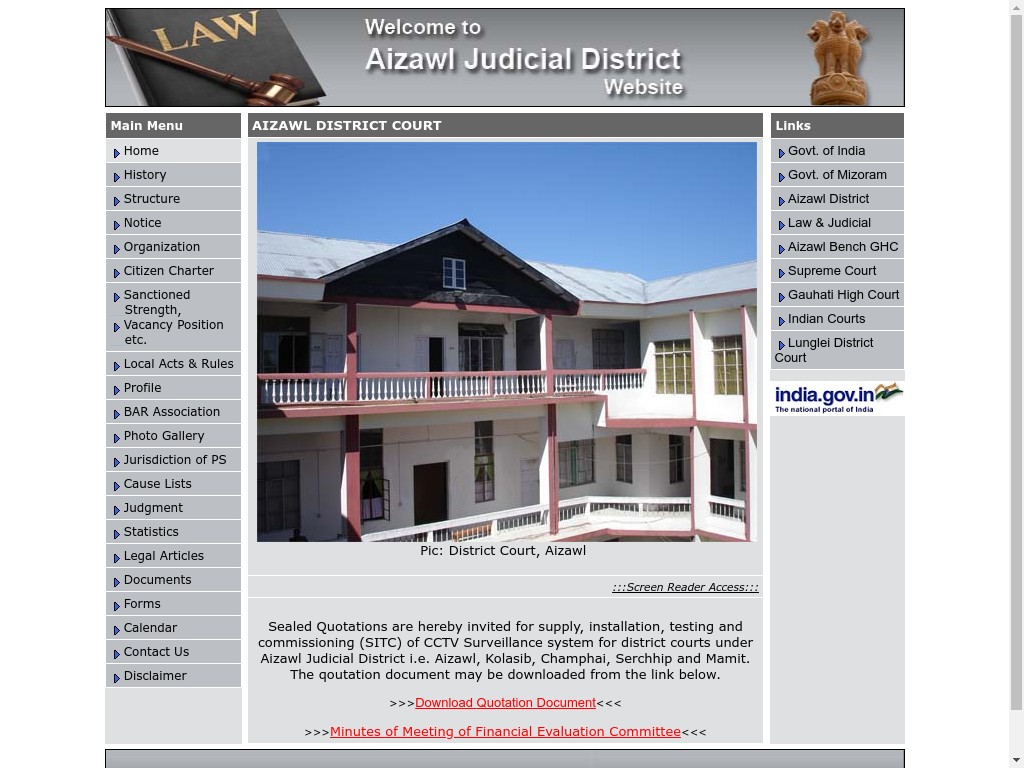 LAW
Welcome to
Aizawl Judicial District
Website
Main Menu
Home
History
Structure
Notice
Organization
Citizen Charter
Sanctioned
Strength,
Vacancy Position
etc.
Local Acts & Rules
Profile
BAR Association
Photo Gallery
Jurisdiction of PS
Cause Lists
Judgment
Statistics
Legal Articles
Documents
Forms
Calendar
Contact Us
Disclaimer
AIZAWL DISTRICT COURT
Pic: District Court, Aizawl
:::Screen Reader Access:::
Sealed Quotations are hereby invited for supply, installation, testing and
commissioning (SITC) of CCTV Surveillance system for district courts under
Aizawl Judicial District i.e. Aizawl, Kolasib, Champhai, Serchhip and Mamit.
The qoutation document may be downloaded from the link below.
>>>Download Quotation Document<<<
>>>Minutes of Meeting of Financial Evaluation Committee<<<
Links
Govt. of India
Govt. of Mizoram
Aizawl District
Law & Judicial
Aizawl Bench GHC
Supreme Court
Gauhati High Court
Indian Courts
Lunglei District
Court
india.gov.in
The national portal of India